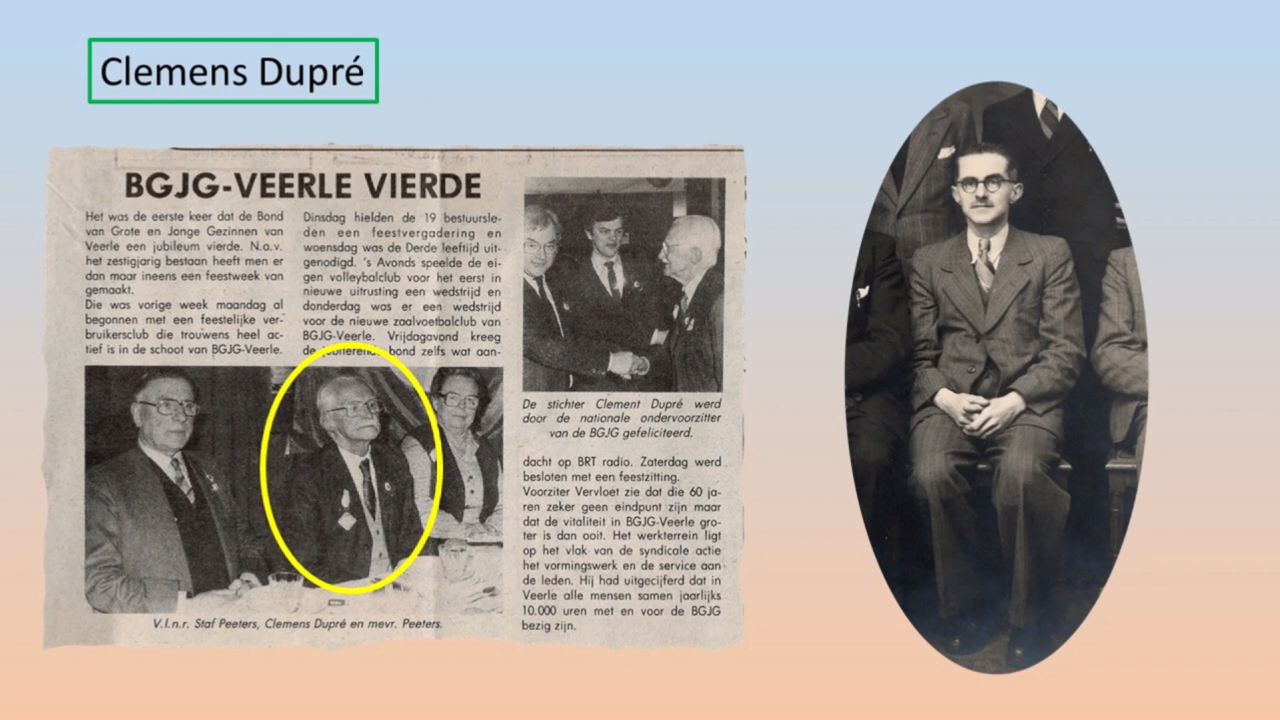 Clemens Dupré
BGJG-VEERLE VIERDE
Het was de eerste keer dat de Bond
van Grote en Jonge Gezinnen van
Veerle een jubileum vierde. N.a.v.
het zestigjarig bestaan heeft men er
dan maar ineens een feestweek van
gemaakt.
Die was vorige week maandag al
begonnen met een feestelijke ver-
bruikersclub die trouwens heel ac-
tief is in de schoot van BGJG-Veerle.
Dinsdag hielden de 19 bestuursle-
den een feestvergadering en
woensdag was de Derde leeftijd uit-
genodigd. 's Avonds speelde de ei-
gen volleybalclub voor het eerst in
nieuwe uitrusting een wedstrijd en
donderdag was er een wedstrijd
voor de nieuwe zaalvoetbalclub van
BGJG-Veerle. Vrijdagavond kreeg
de jubilerende bond zelfs wat aan-
De stichter Clement Dupré werd
door de nationale ondervoorzitter
van de BGJG gefeliciteerd.
dacht op BRT radio. Zaterdag werd
besloten met een feestzitting.
Voorziter Vervloet zie dat die 60 ja-
ren zeker geen eindpunt zijn maar
dat de vitaliteit in BGJG-Veerle gro-
ter is dan ooit. Het werkterrein ligt
op het vlak van de syndicale actie
het vormingswerk en de service aan
de leden. Hij had uitgecijferd dat in
Veerle alle mensen samen jaarlijks
10.000 uren met en voor de BGJG
bezig zijn.
V.l.n.r. Staf Peeters, Clemens Dupré en mevr. Peeters.